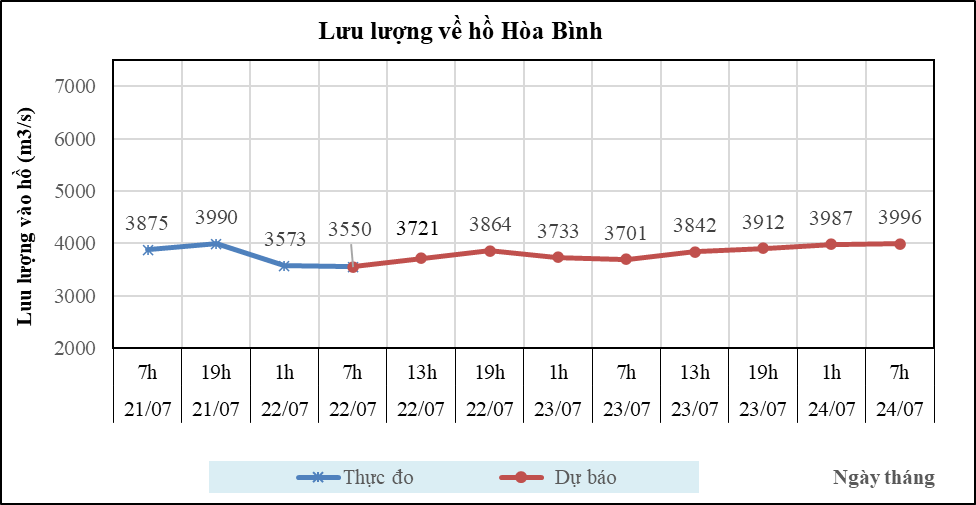 Lưu lượng về hồ Hòa Bình
Lưu lượng vào hồ (m3/s)
7000
6000
5000
4000
3000
2000
3875 3990 3573 3550 3721 3864 3733 3701 3842 3912 3987 3996
7h 19h 1h 7h 13h 19h 1h 7h 13h 19h 1h 7h
21/07 21/07 22/07 22/07 22/07 22/07 23/07 23/07 23/07 23/07 24/07 24/07
Thực đo Dự báo Ngày tháng